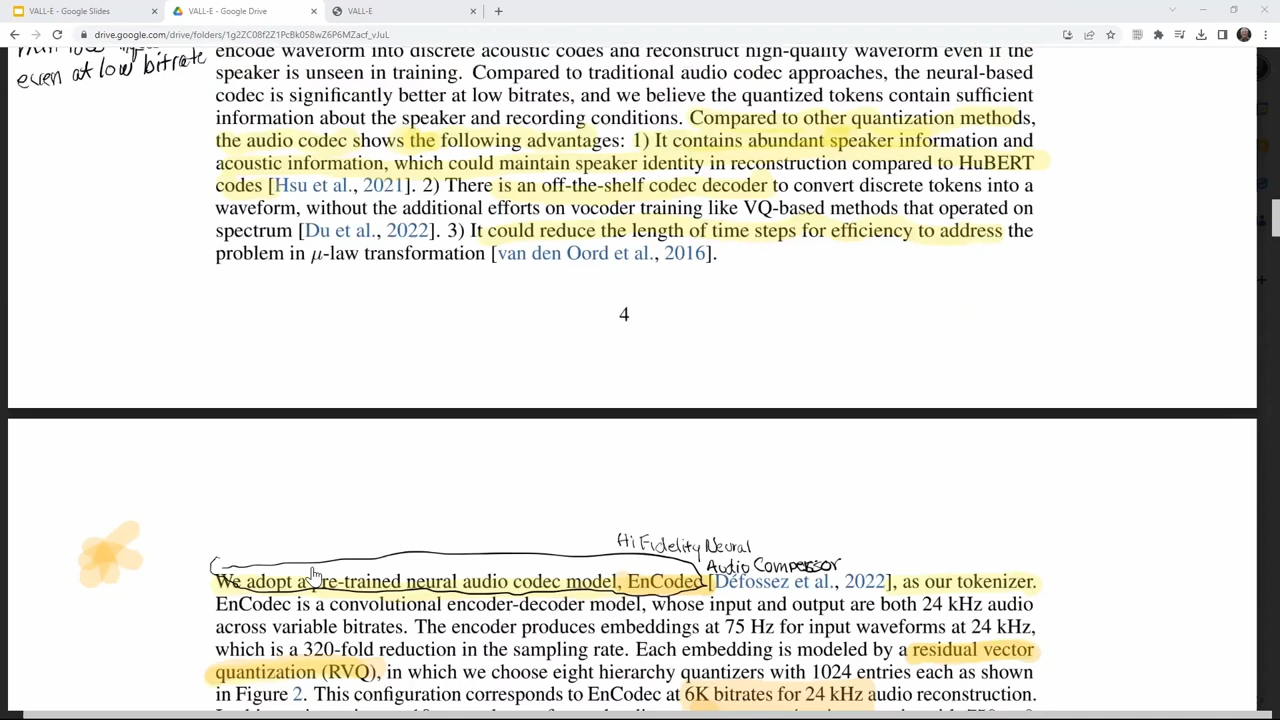 VALL-E - Google Slides
VALL-E - Google Drive
VALL-E
drive.google.com/drive/folders/1g2ZC08f2Z1PcBk058wZ6P6MZacf_vJuL
even at low bitrate
encode waveform into discrete acoustic codes and reconstruct high-quality waveform even if the
speaker is unseen in training. Compared to traditional audio codec approaches, the neural-based
codec is significantly better at low bitrates, and we believe the quantized tokens contain sufficient
information about the speaker and recording conditions. Compared to other quantization methods,
the audio codec shows the following advantages: 1) It contains abundant speaker information and
acoustic information, which could maintain speaker identity in reconstruction compared to HuBERT
codes [Hsu et al., 2021]. 2) There is an off-the-shelf codec decoder to convert discrete tokens into a
waveform, without the additional efforts on vocoder training like VQ-based methods that operated on
spectrum [Du et al., 2022]. 3) It could reduce the length of time steps for efficiency to address the
problem in μ-law transformation [van den Oord et al., 2016].
4
Hi Fidelity Neural
Audio Compessor
We adopt a pre-trained neural audio codec model, EnCodec [Défossez et al., 2022], as our tokenizer.
EnCodec is a convolutional encoder-decoder model, whose input and output are both 24 kHz audio
across variable bitrates. The encoder produces embeddings at 75 Hz for input waveforms at 24 kHz,
which is a 320-fold reduction in the sampling rate. Each embedding is modeled by a residual vector
quantization (RVQ), in which we choose eight hierarchy quantizers with 1024 entries each as shown
in Figure 2. This configuration corresponds to EnCodec at 6K bitrates for 24 kHz audio reconstruction.